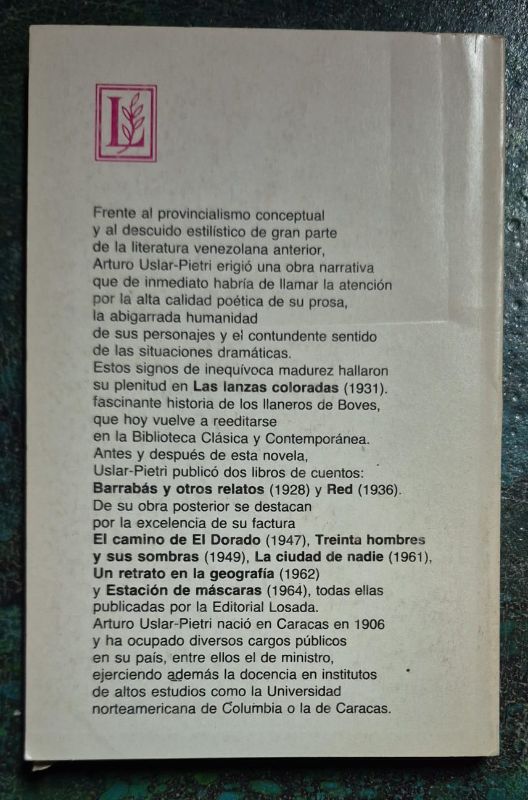 L
Frente al provincialismo conceptual
y al descuido estilístico de gran parte
de la literatura venezolana anterior,
Arturo Uslar-Pietri erigió una obra narrativa
que de inmediato habría de llamar la atención
por la alta calidad poética de su prosa,
la abigarrada humanidad
de sus personajes y el contundente sentido
de las situaciones dramáticas.
Estos signos de inequívoca madurez hallaron
su plenitud en Las lanzas coloradas (1931).
fascinante historia de los llaneros de Boves,
que hoy vuelve a reeditarse
en la Biblioteca Clásica y Contemporánea.
Antes y después de esta novela,
Uslar-Pietri publicó dos libros de cuentos:
Barrabás y otros relatos (1928) y Red (1936).
De su obra posterior se destacan
por la excelencia de su factura
El camino de El Dorado (1947), Treinta hombres
y sus sombras (1949), La ciudad de nadie (1961),
Un retrato en la geografía (1962)
y Estación de máscaras (1964), todas ellas
publicadas por la Editorial Losada.
Arturo Uslar-Pietri nació en Caracas en 1906
y ha ocupado diversos cargos públicos
en su país, entre ellos el de ministro,
ejerciendo además la docencia en institutos
de altos estudios como la Universidad
norteamericana de Columbia o la de Caracas.